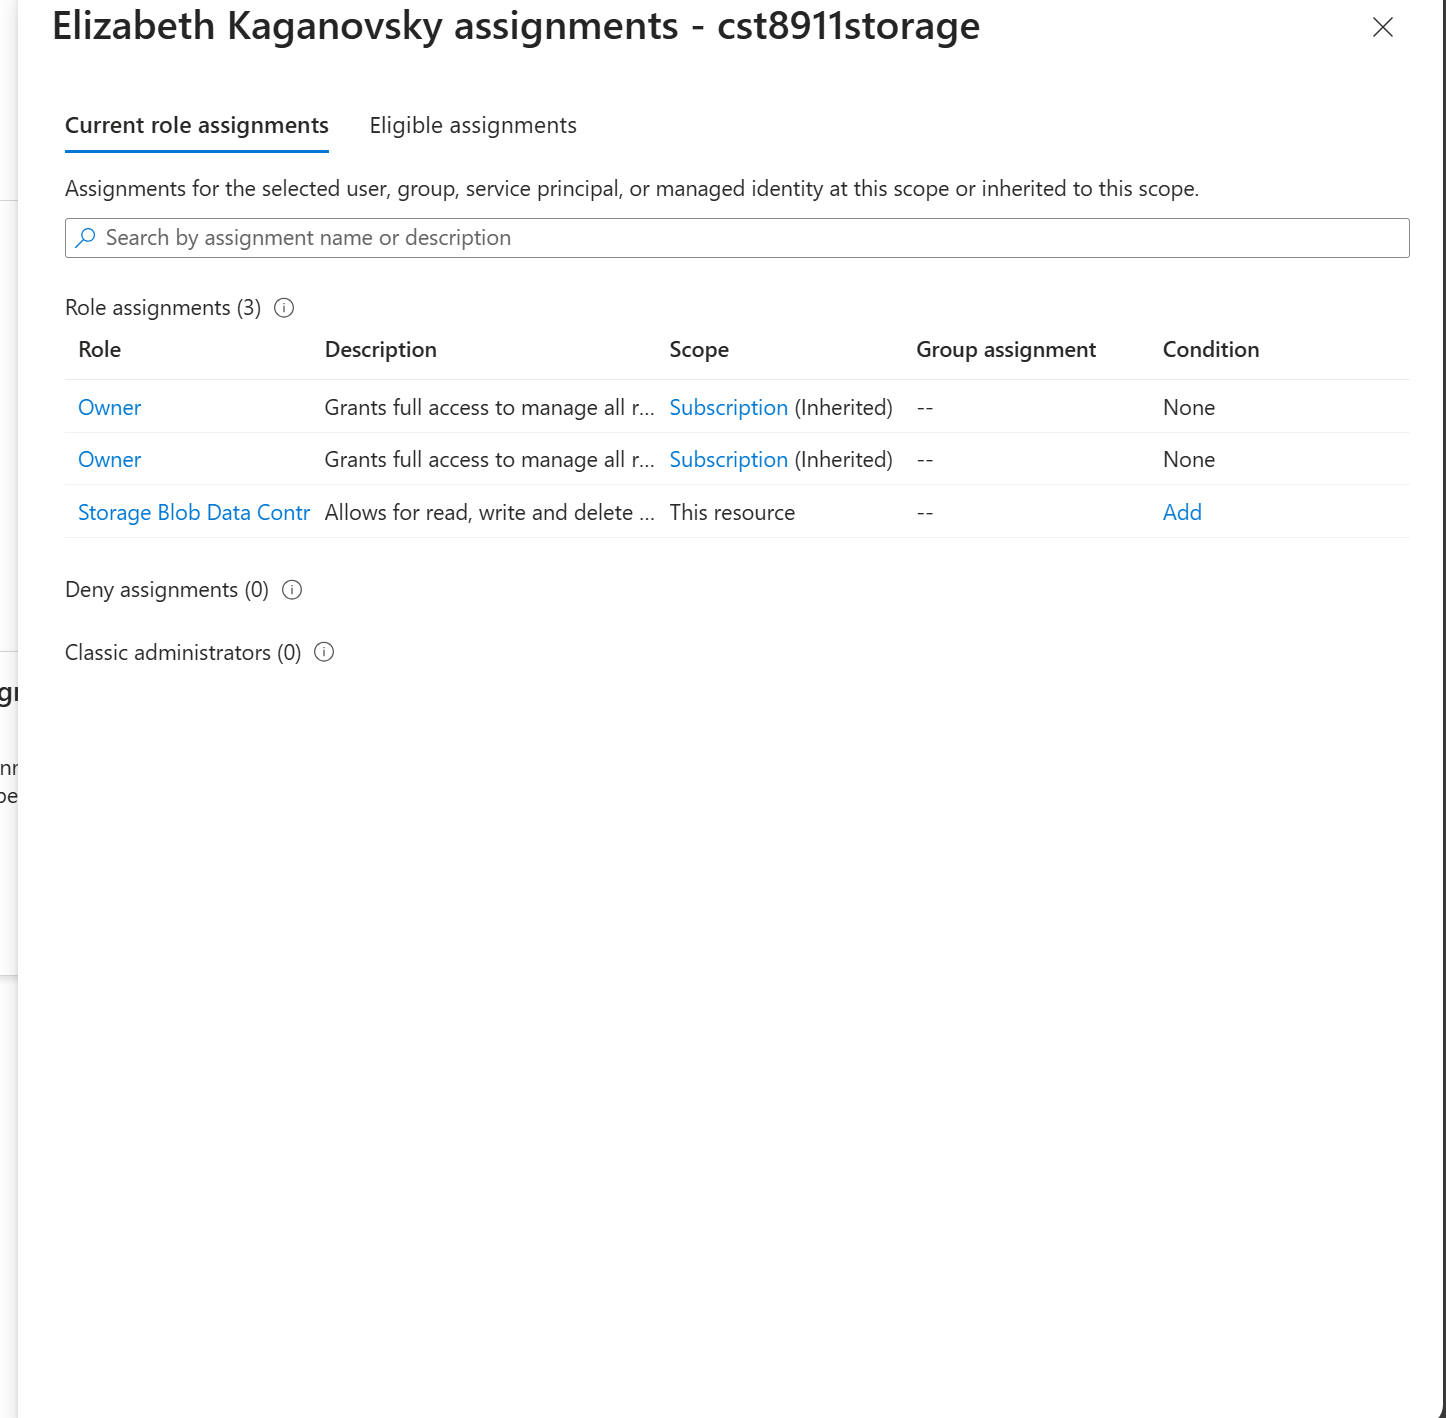 Elizabeth Kaganovsky assignments - cst8911storage
Current role assignments Eligible assignments
Assignments for the selected user, group, service principal, or managed identity at this scope or inherited to this scope.
Search by assignment name or description
Role assignments (3)
Role Description Scope Group assignment Condition
Owner Grants full access to manage all r... Subscription (Inherited) -- None
Owner Grants full access to manage all r... Subscription (Inherited) -- None
Storage Blob Data Contr Allows for read, write and delete ... This resource -- Add
Deny assignments (0)
Classic administrators (0)